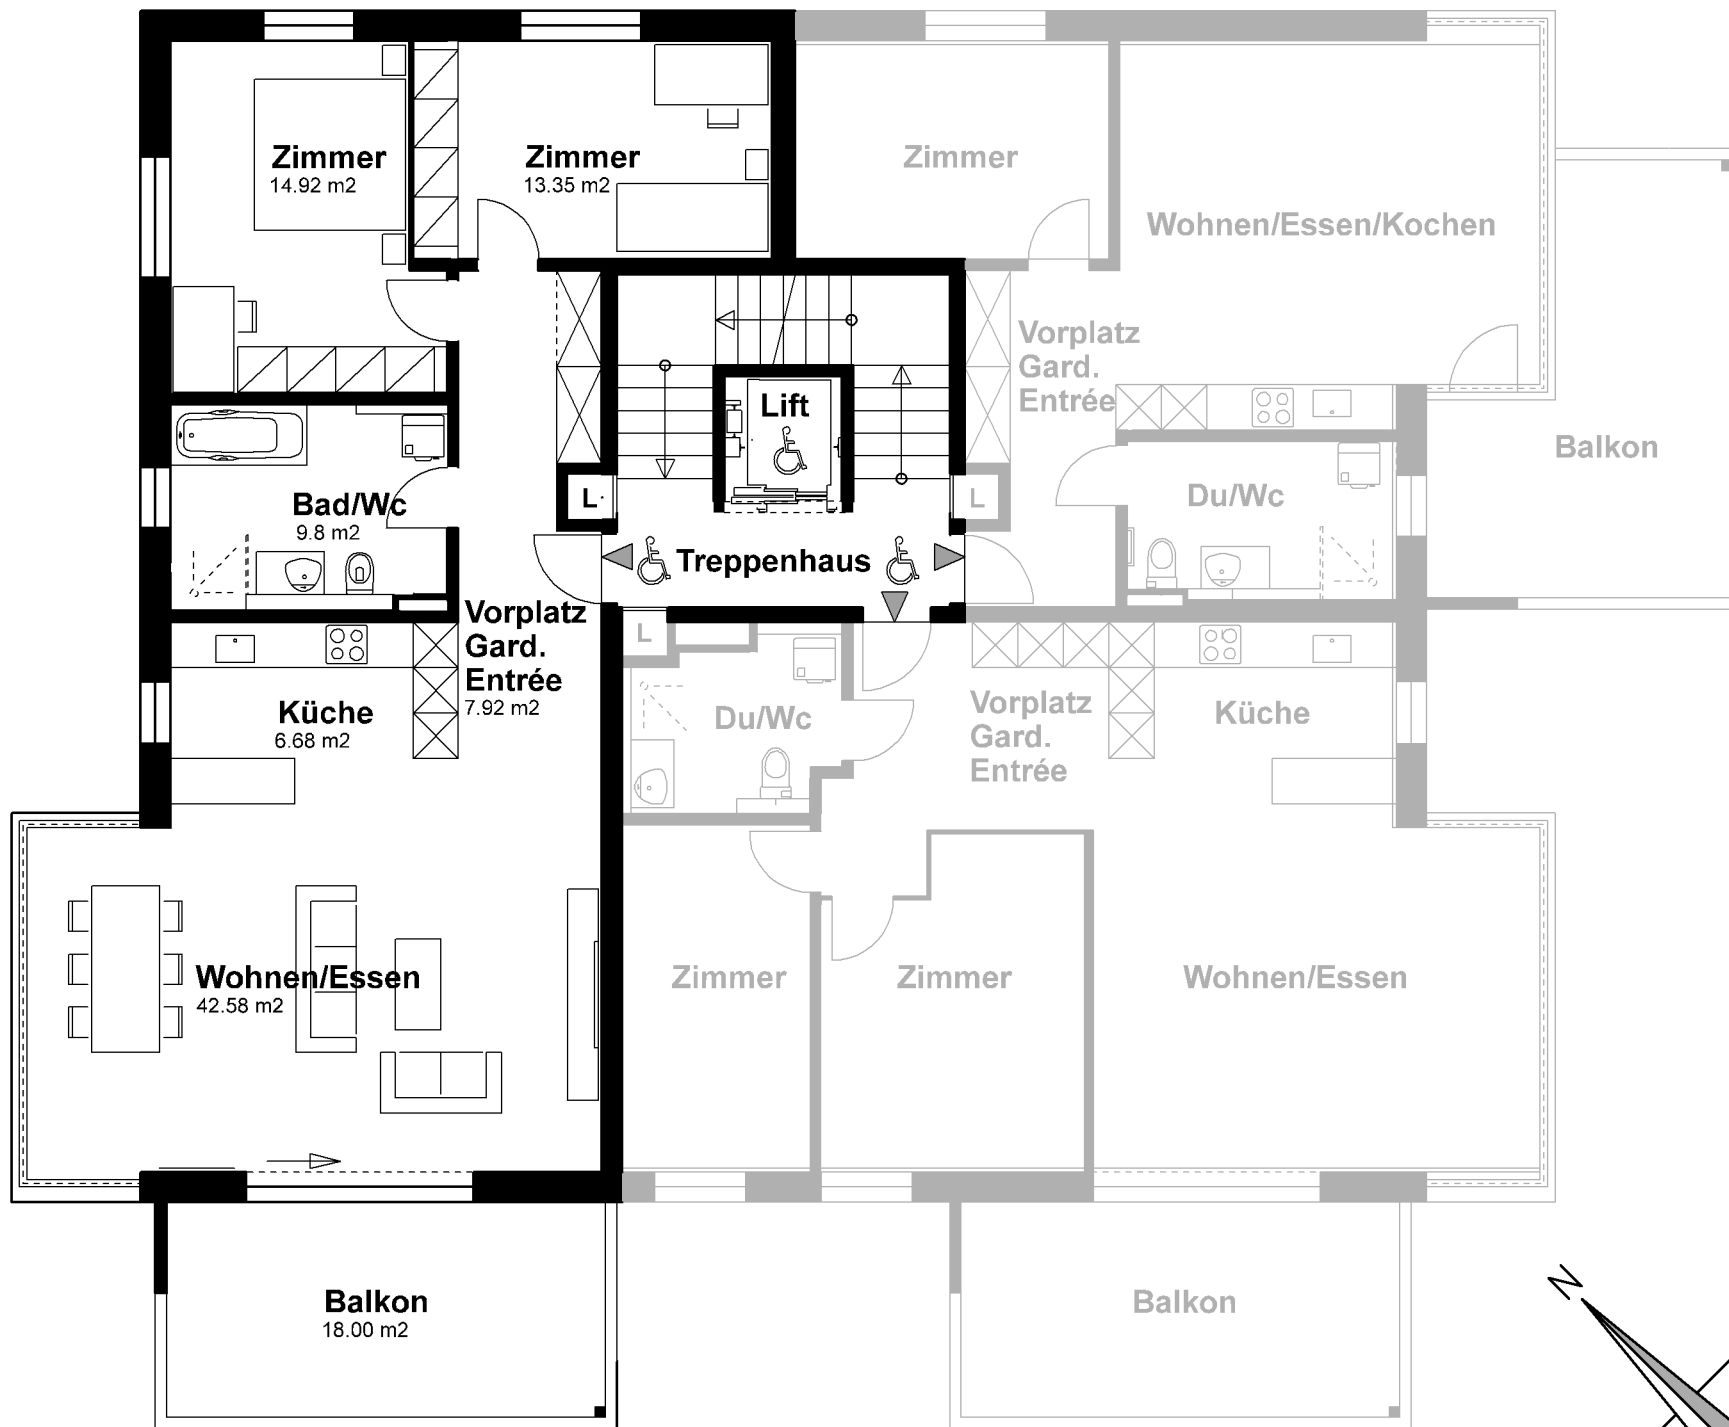 Zimmer
14.92 m2
Zimmer
13.35 m2
Zimmer
Wohnen/Essen/Kochen
Vorplatz
Gard.
Entrée
Lift
Balkon
L
L
Bad/Wc
9.8 m2
Du/Wc
Treppenhaus
Vorplatz
Gard.
Entrée
7.92 m2
L
Küche
6.68 m2
Du/Wc
Vorplatz
Gard.
Entrée
Küche
Wohnen/Essen
42.58 m2
Zimmer
Zimmer
Wohnen/Essen
Balkon
18.00 m2
Balkon
N